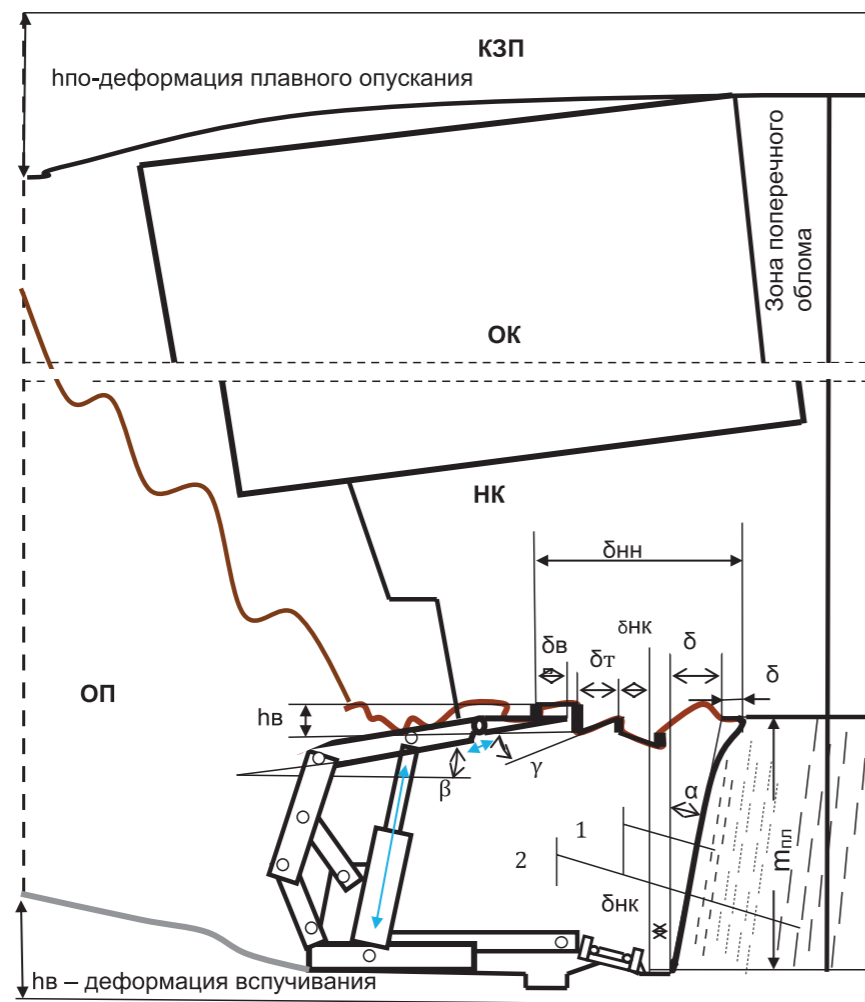 КЗП
hпо-деформация плавного опускания
Зона поперечного
облома
ОК
НК
δнн
δнк
δв
δт
δ
δ
ОП
hв
β
γ
α
1
2
mпл
δнк
hв – деформация вспучивания